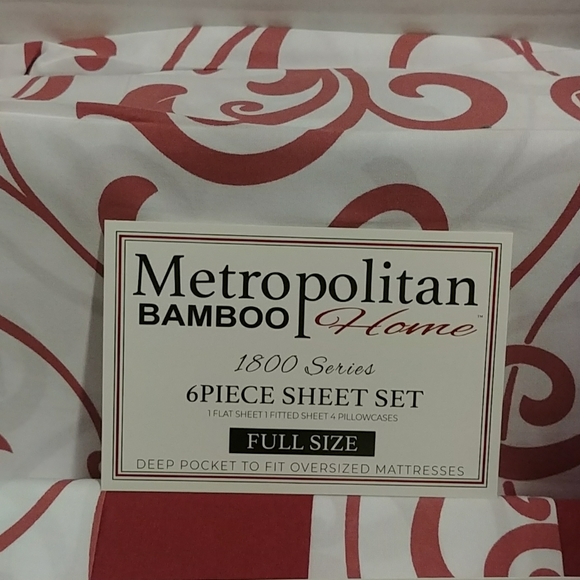 Metropolitan
BAMBOO Home™
1800 Series
6PIECE SHEET SET
1 FLAT SHEET 1 FITTED SHEET 4 PILLOWCASES
FULL SIZE
DEEP POCKET TO FIT OVERSIZED MATTRESSES